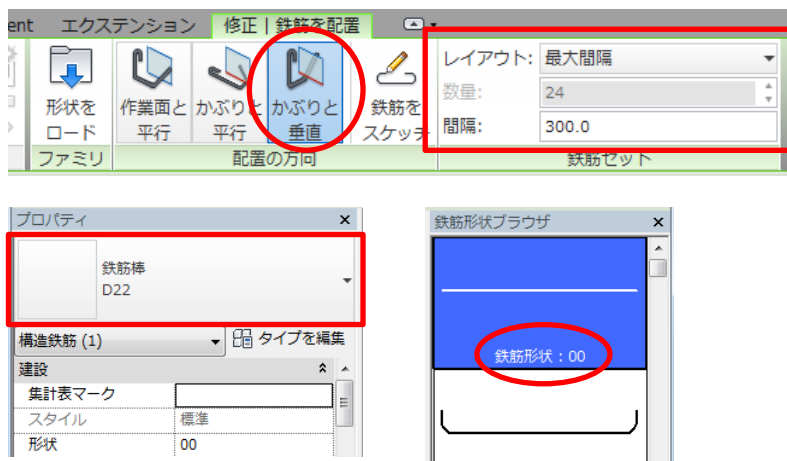 ent エクステンション 修正 | 鉄筋を配置
形状を
ロード
作業面と
平行
かぶりと
平行
かぶりと
垂直
鉄筋を
スケッチ
レイアウト: 最大間隔
数量: 24
間隔: 300.0
ファミリ 配置の方向 鉄筋セット
プロパティ
鉄筋棒
D22
構造鉄筋 (1) タイプを編集
建設
集計表マーク
スタイル 標準
形状 00
鉄筋形状ブラウザ
鉄筋形状：00